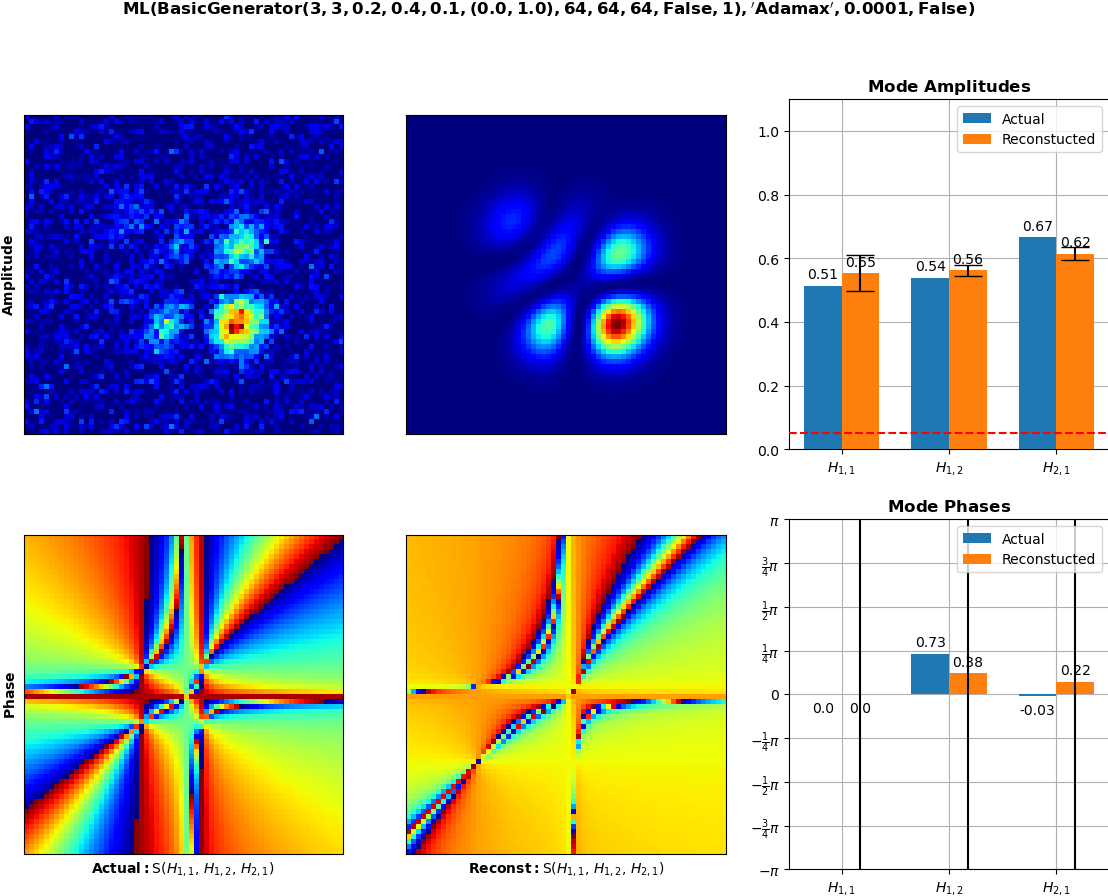 ML(BasicGenerator(3, 3, 0.2, 0.4, 0.1, (0.0, 1.0), 64, 64, 64, False, 1), 'Adamax', 0.0001, False)
Amplitude
Mode Amplitudes
Actual
Reconstucted
1.0
0.8
0.6
0.4
0.2
0.0
0.51
0.55
0.54
0.56
0.67
0.62
H1,1
H1,2
H2,1
Phase
Actual: S(H1,1, H1,2, H2,1)
Reconst: S(H1,1, H1,2, H2,1)
Mode Phases
Actual
Reconstucted
π
3/4π
1/2π
1/4π
0
−1/4π
−1/2π
−3/4π
−π
0.0
0.0
0.73
0.38
-0.03
0.22
H1,1
H1,2
H2,1